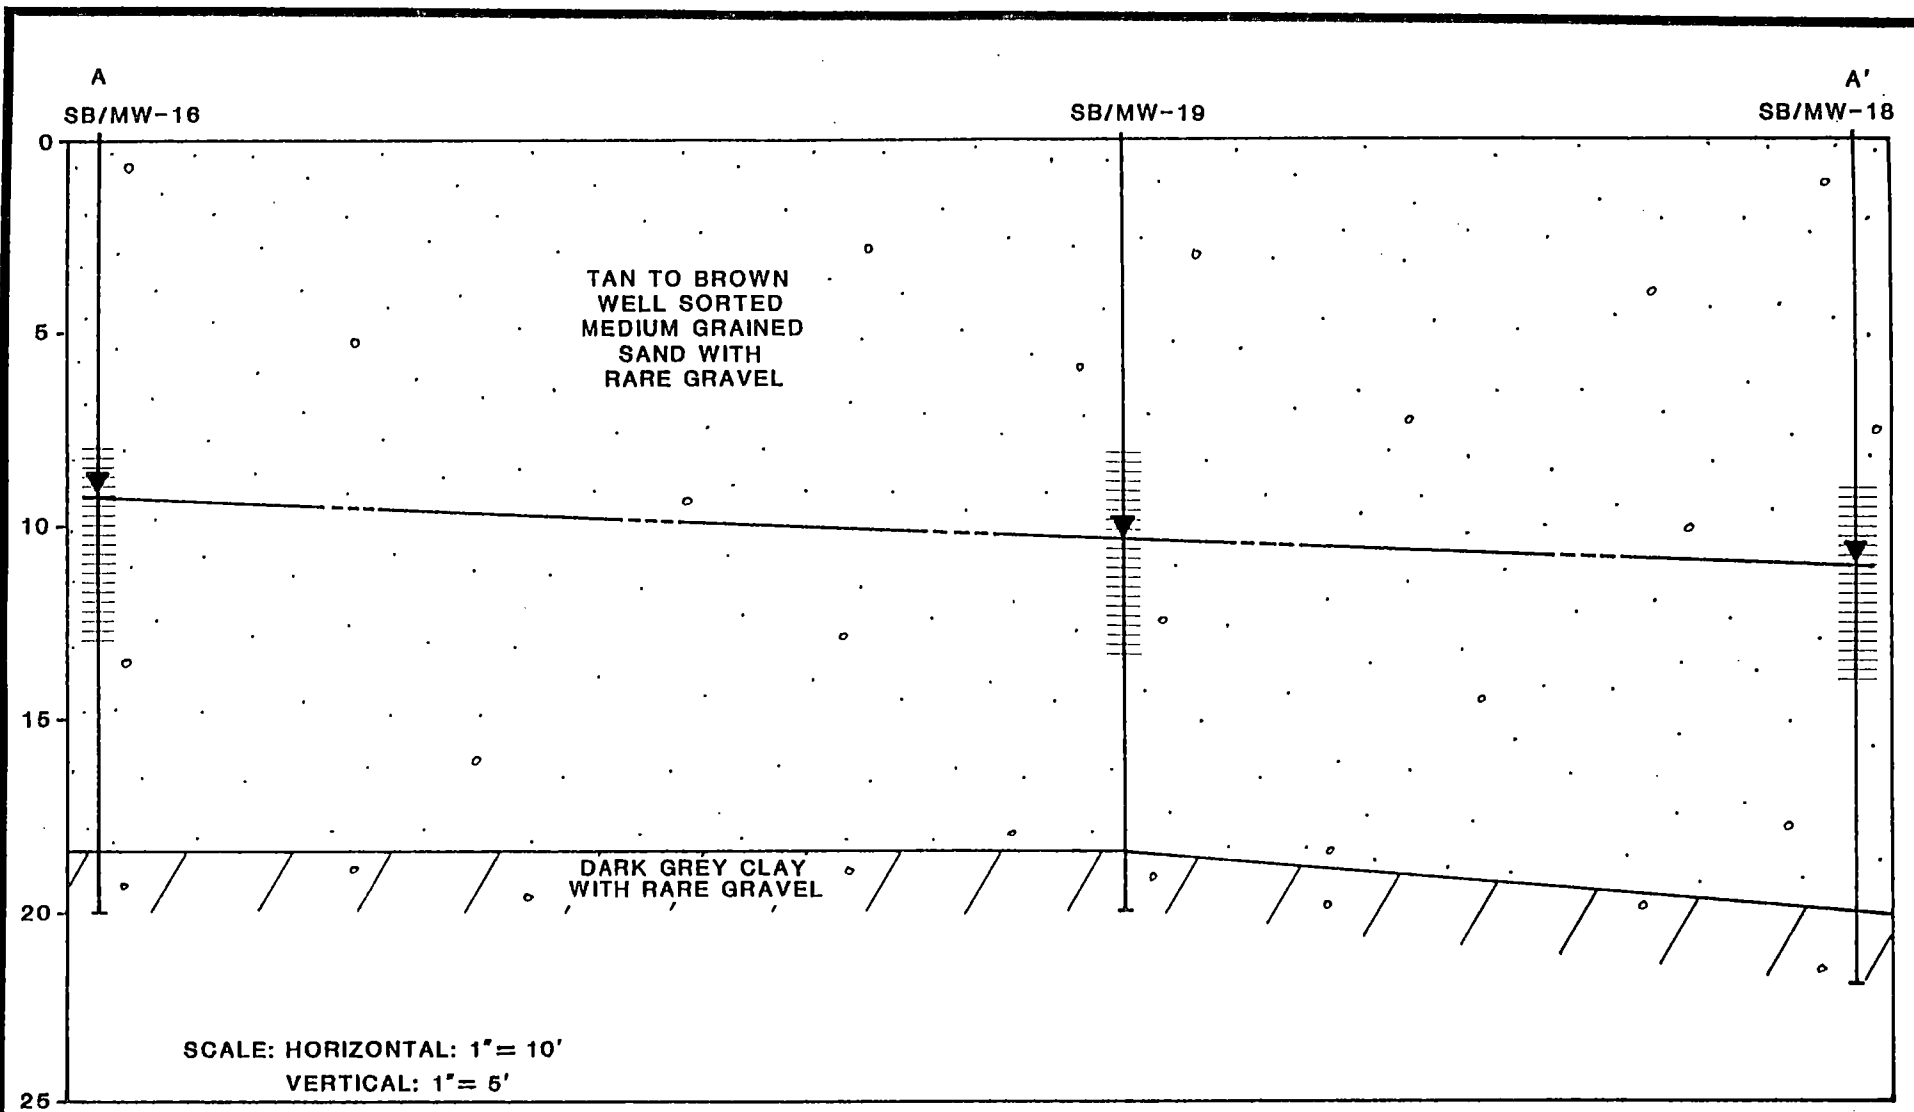 A
A'
SB/MW-16
SB/MW-19
SB/MW-18
0
TAN TO BROWN
WELL SORTED
MEDIUM GRAINED
SAND WITH
RARE GRAVEL
5
10
15
DARK GREY CLAY
WITH RARE GRAVEL
20
SCALE: HORIZONTAL: 1"= 10'
VERTICAL: 1"= 5'
25